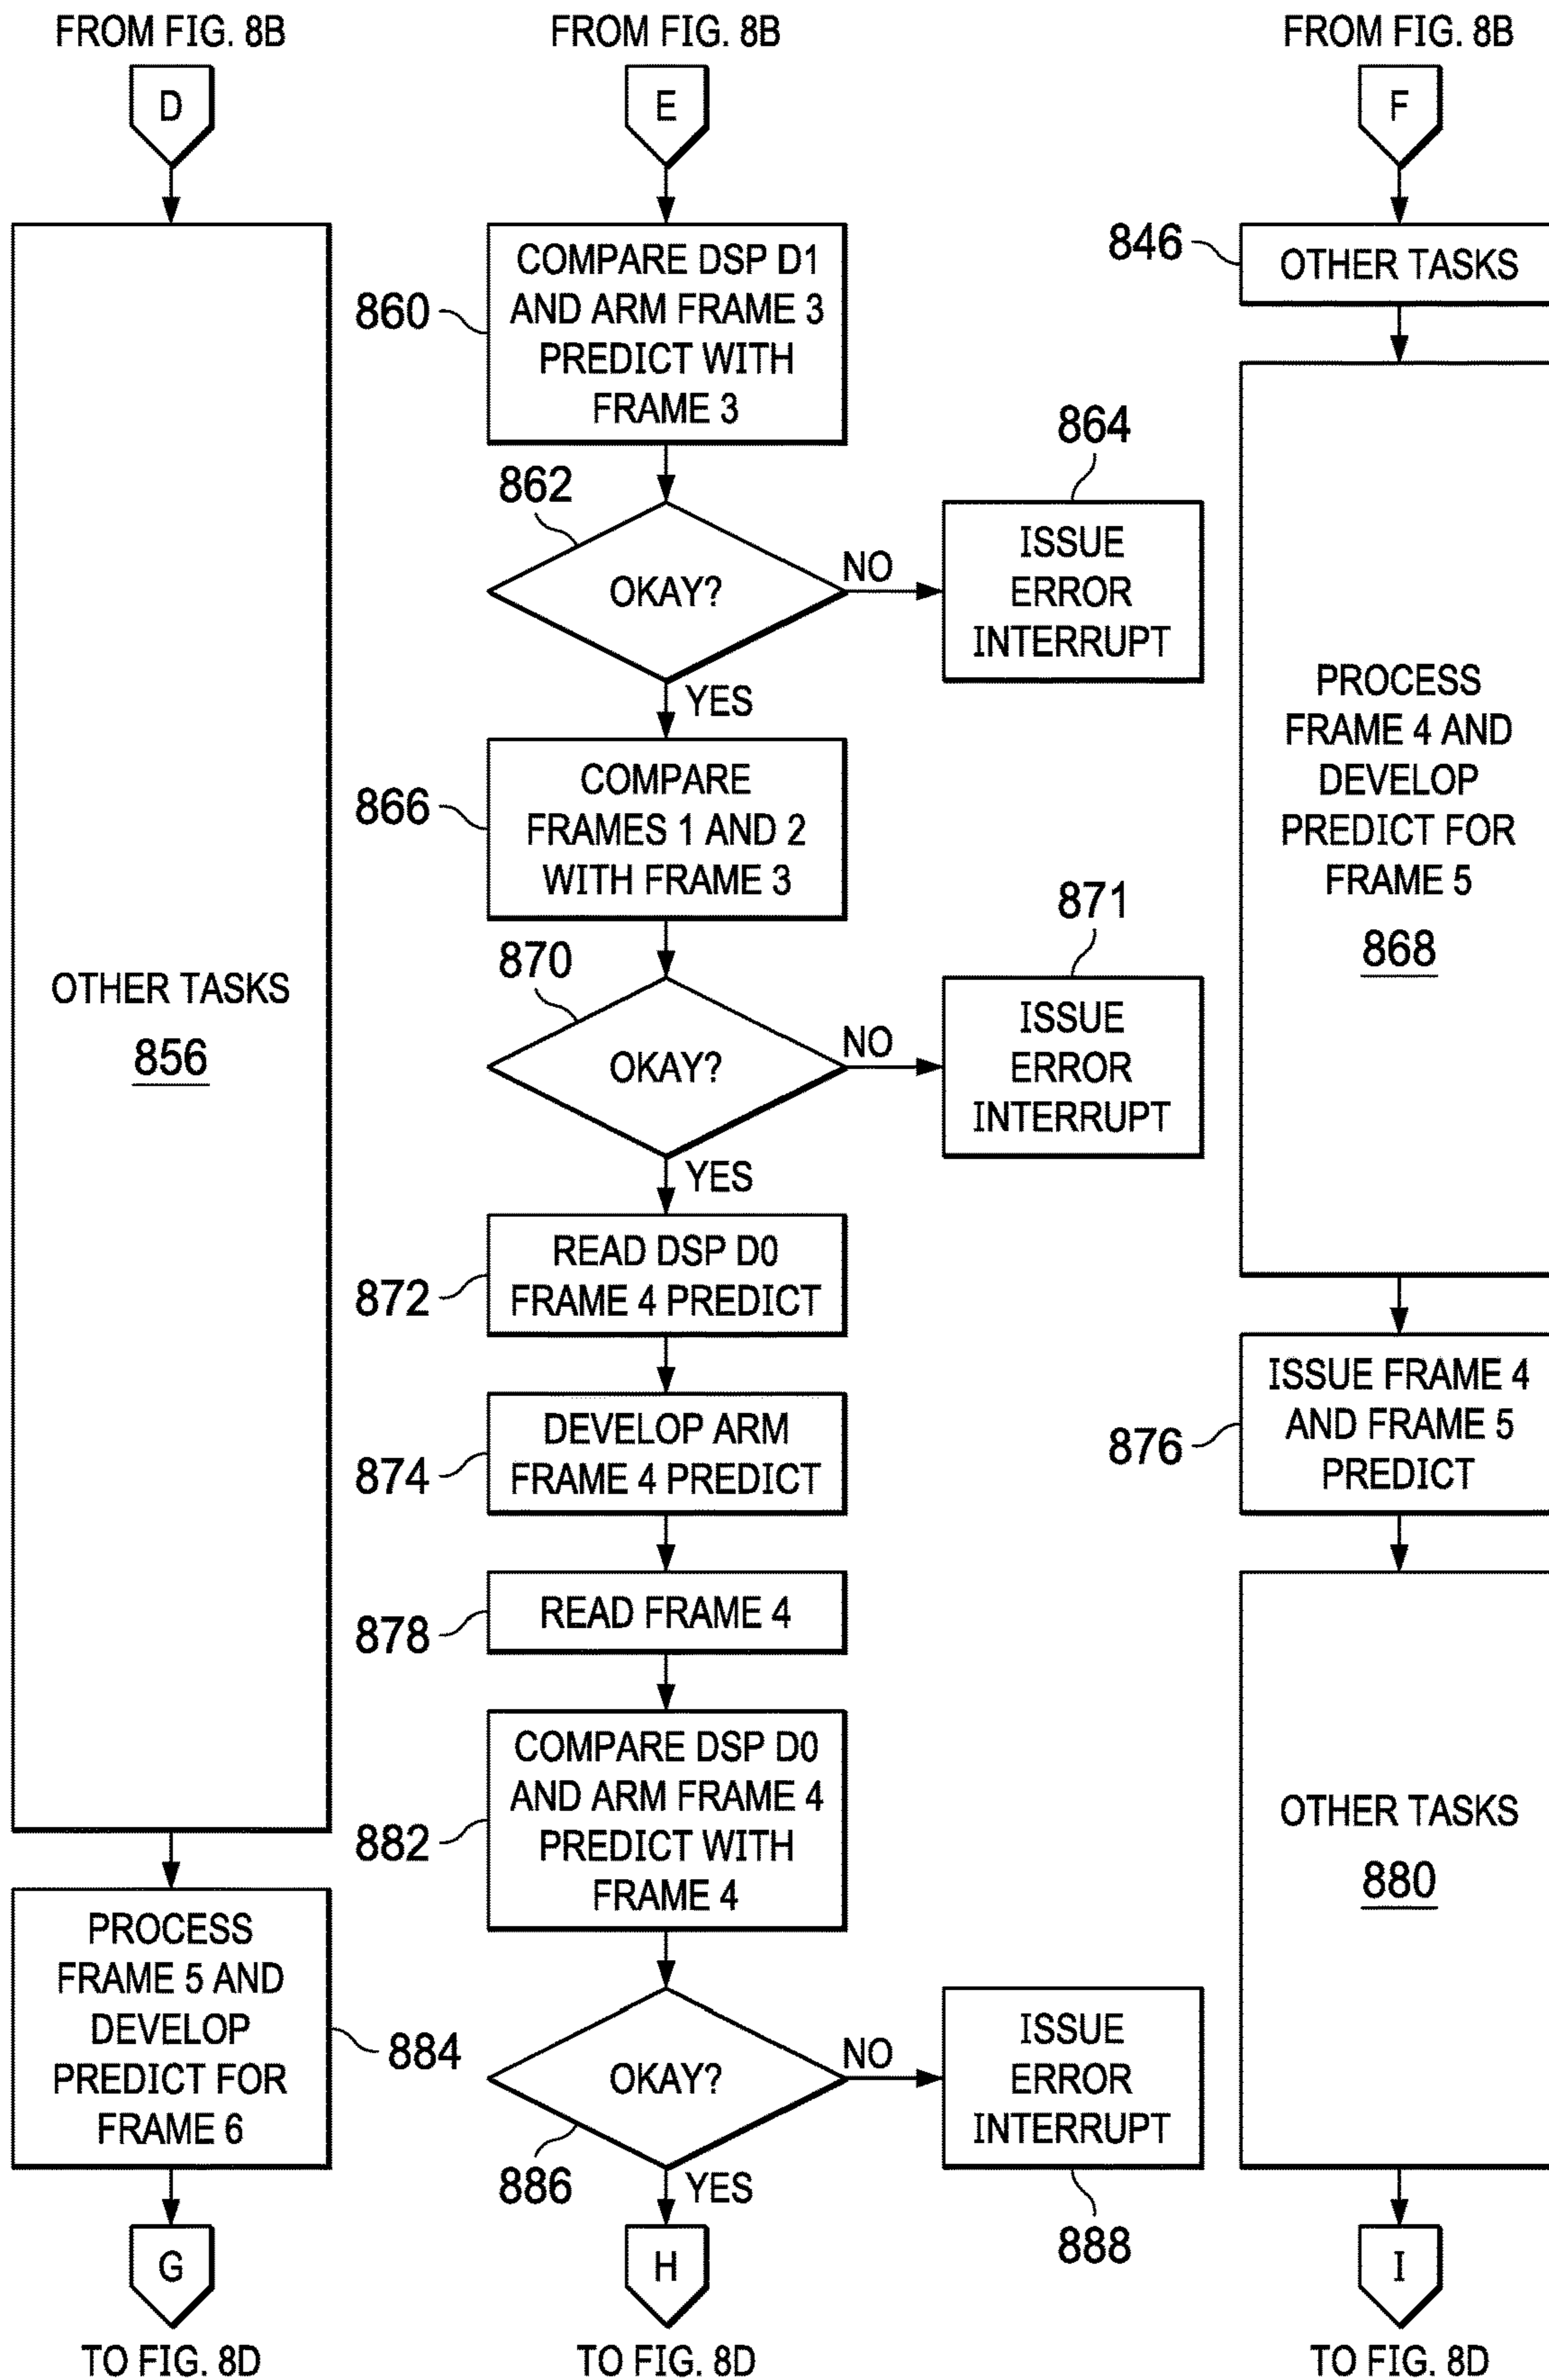 FROM FIG. 8B
D
OTHER TASKS
856
PROCESS
FRAME 5 AND
DEVELOP
PREDICT FOR
FRAME 6
884
G
TO FIG. 8D
FROM FIG. 8B
E
COMPARE DSP D1
AND ARM FRAME 3
PREDICT WITH
FRAME 3
860
862
OKAY?
NO
YES
864
ISSUE
ERROR
INTERRUPT
COMPARE
FRAMES 1 AND 2
WITH FRAME 3
866
870
OKAY?
NO
YES
871
ISSUE
ERROR
INTERRUPT
READ DSP D0
FRAME 4 PREDICT
872
DEVELOP ARM
FRAME 4 PREDICT
874
READ FRAME 4
878
COMPARE DSP D0
AND ARM FRAME 4
PREDICT WITH
FRAME 4
882
OKAY?
886
NO
YES
ISSUE
ERROR
INTERRUPT
888
H
TO FIG. 8D
FROM FIG. 8B
F
846
OTHER TASKS
PROCESS
FRAME 4 AND
DEVELOP
PREDICT FOR
FRAME 5
868
ISSUE FRAME 4
AND FRAME 5
PREDICT
876
OTHER TASKS
880
I
TO FIG. 8D